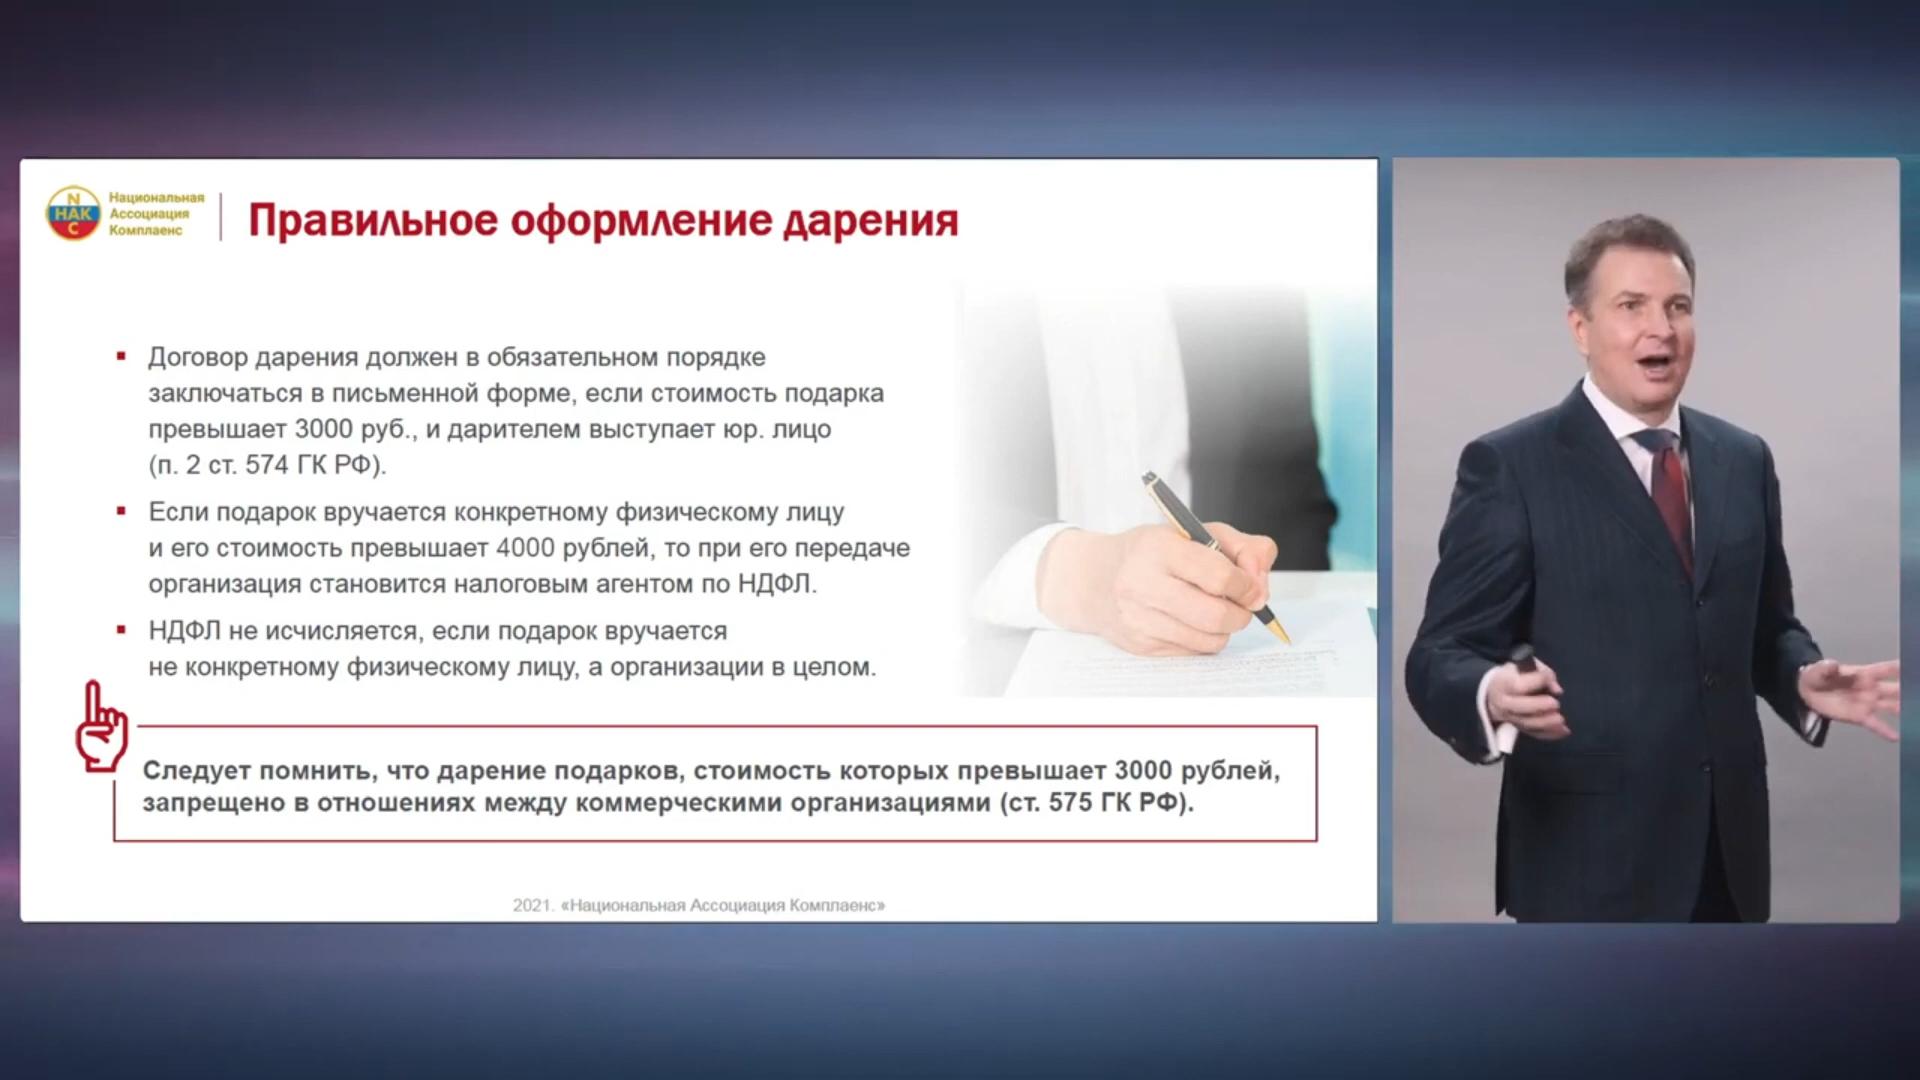 N
НАК
С
Национальная
Ассоциация
Комплаенс
Правильное оформление дарения
▪ Договор дарения должен в обязательном порядке
заключаться в письменной форме, если стоимость подарка
превышает 3000 руб., и дарителем выступает юр. лицо
(п. 2 ст. 574 ГК РФ).
▪ Если подарок вручается конкретному физическому лицу
и его стоимость превышает 4000 рублей, то при его передаче
организация становится налоговым агентом по НДФЛ.
▪ НДФЛ не исчисляется, если подарок вручается
не конкретному физическому лицу, а организации в целом.
Следует помнить, что дарение подарков, стоимость которых превышает 3000 рублей,
запрещено в отношениях между коммерческими организациями (ст. 575 ГК РФ).
2021. «Национальная Ассоциация Комплаенс»